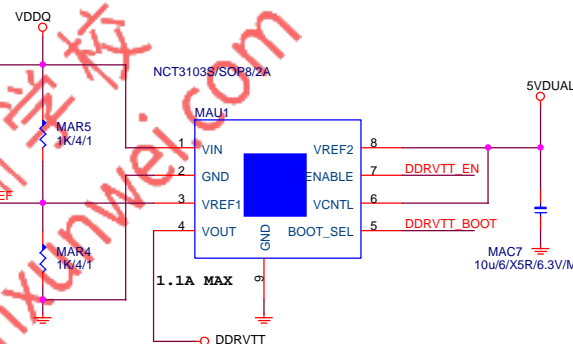 VDDQ
NCT3103S/SOP8/2A
5VDUAL
MAU1
MAR5
1K/4/1
1 VIN VREF2 8
2 GND ENABLE 7 DDRVTT_EN
3 VREF1 VCNTL 6
4 VOUT BOOT_SEL 5 DDRVTT_BOOT
GND
9
MAR4
1K/4/1
MAC7
10u/6/X5R/6.3V/M
1.1A MAX
DDRVTT
学校
xunwei.com